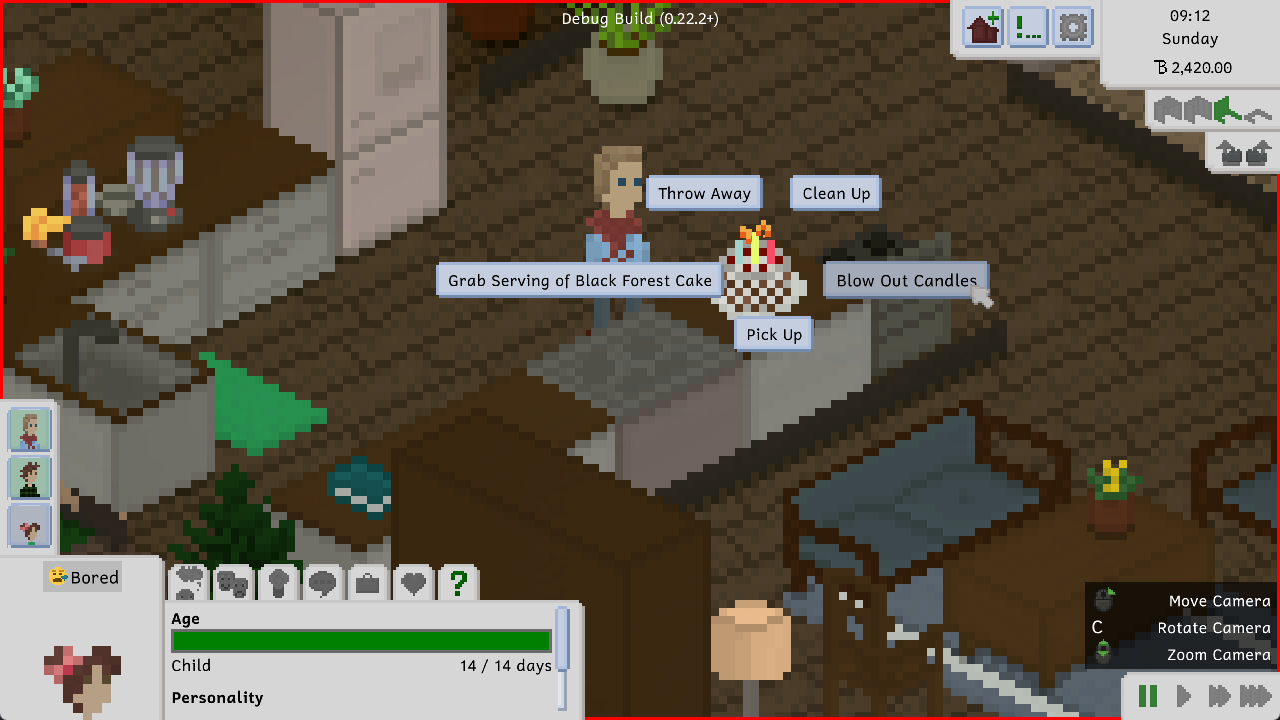 Debug Build (0.22.2+)
09:12
Sunday
2,420.00
Throw Away
Clean Up
Grab Serving of Black Forest Cake
Blow Out Candles
Pick Up
Bored
?
Age
Child
14 / 14 days
Personality
Move Camera
C
Rotate Camera
Zoom Camera